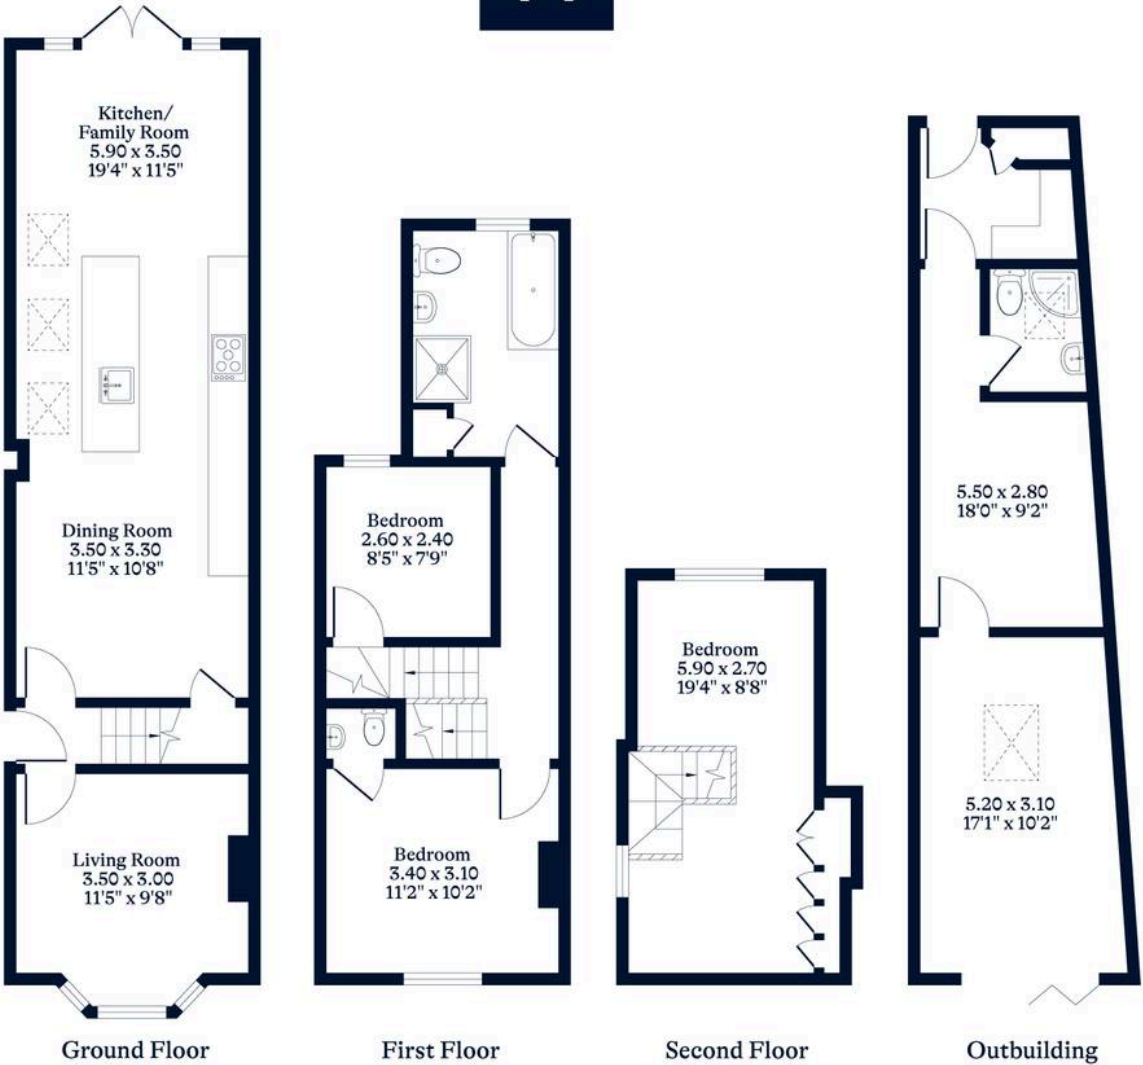 Kitchen/
Family Room
5.90 x 3.50
19'4" x 11'5"
Dining Room
3.50 x 3.30
11'5" x 10'8"
Living Room
3.50 x 3.00
11'5" x 9'8"
Ground Floor
Bedroom
2.60 x 2.40
8'5" x 7'9"
Bedroom
3.40 x 3.10
11'2" x 10'2"
First Floor
Bedroom
5.90 x 2.70
19'4" x 8'8"
Second Floor
5.50 x 2.80
18'0" x 9'2"
5.20 x 3.10
17'1" x 10'2"
Outbuilding